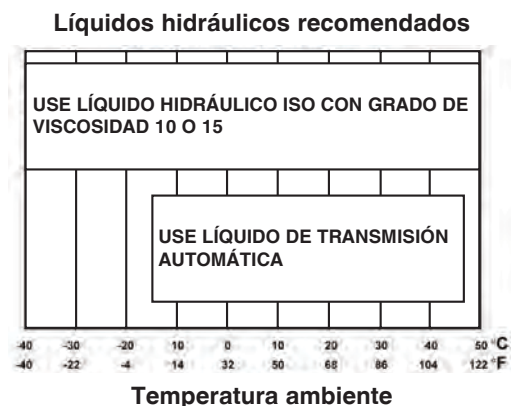 Líquidos hidráulicos recomendados
USE LÍQUIDO HIDRÁULICO ISO CON GRADO DE
VISCOSIDAD 10 O 15
USE LÍQUIDO DE TRANSMISIÓN
AUTOMÁTICA
-40 -30 -20 10 0 10 20 30 40 50 °C
-40 -22 -4 14 32 50 68 86 104 122 °F
Temperatura ambiente